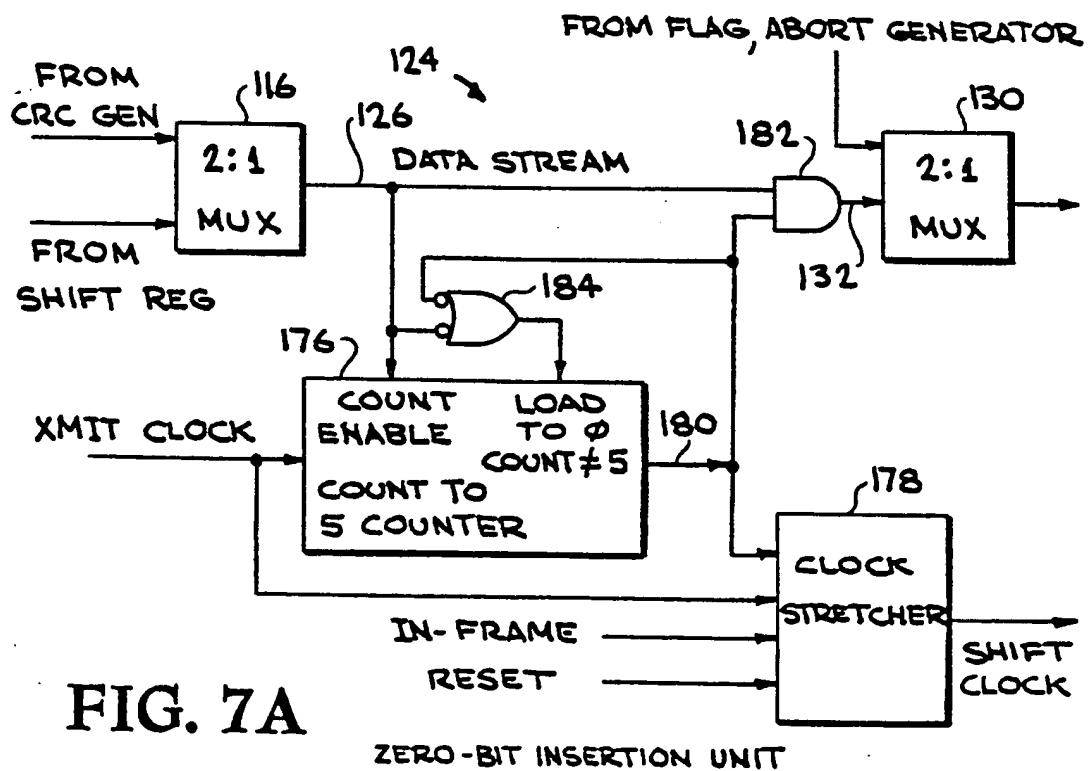 FROM FLAG, ABORT GENERATOR
124
FROM
CRC GEN
116
126
130
182
2:1
MUX
DATA STREAM
2:1
MUX
FROM
SHIFT REG
132
184
176
XMIT CLOCK
COUNT
ENABLE
LOAD
TO ϕ
COUNT ≠ 5
180
COUNT TO
5 COUNTER
178
CLOCK
STRETCHER
IN-FRAME
RESET
SHIFT
CLOCK
FIG. 7A
ZERO-BIT INSERTION UNIT